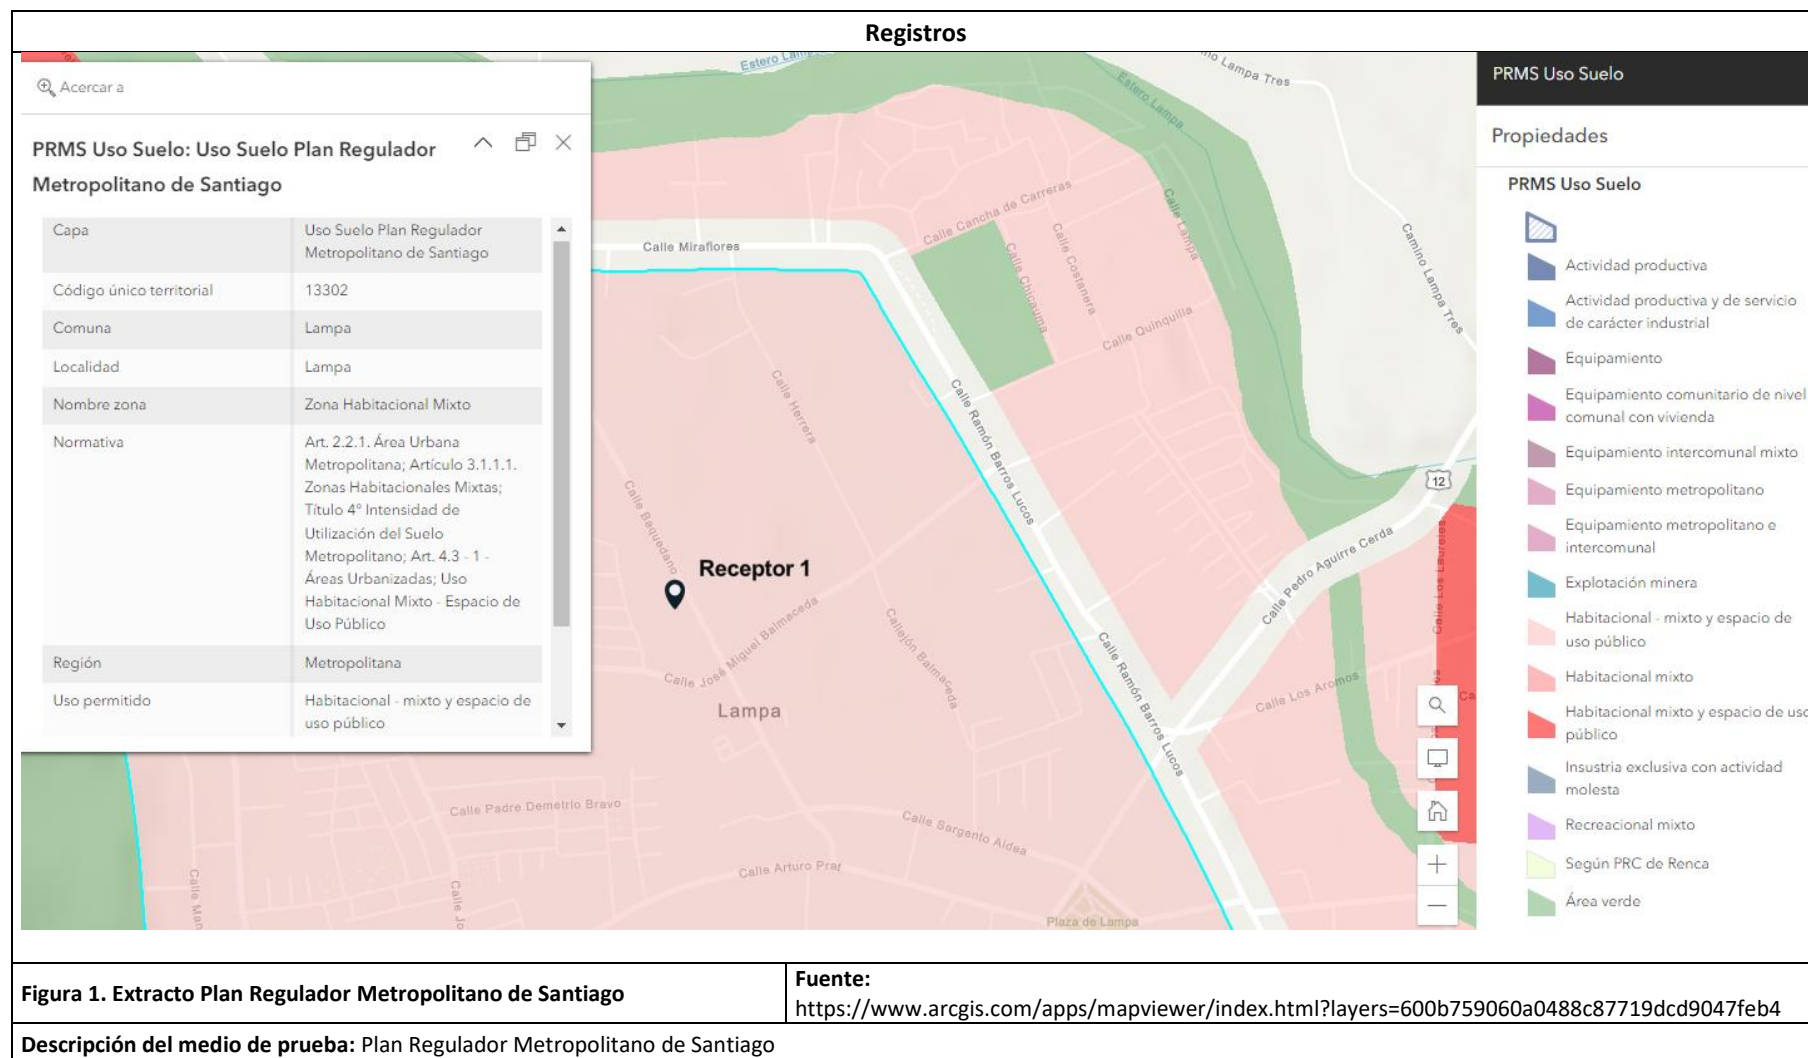 Registros
Acercar a
PRMS Uso Suelo: Uso Suelo Plan Regulador
Metropolitano de Santiago
Capa
Uso Suelo Plan Regulador
Metropolitano de Santiago
Código único territorial
13302
Comuna
Lampa
Localidad
Lampa
Nombre zona
Zona Habitacional Mixto
Normativa
Art. 2.2.1. Área Urbana
Metropolitana; Artículo 3.1.1.1.
Zonas Habitacionales Mixtas;
Título 4° Intensidad de
Utilización del Suelo
Metropolitano; Art. 4.3 - 1 -
Áreas Urbanizadas; Uso
Habitacional Mixto - Espacio de
Uso Público
Región
Metropolitana
Uso permitido
Habitacional - mixto y espacio de
uso público
Estero
Estero Lampa
Lampa Tres
Camino Lampa Tres
Calle Miraflores
Calle Cancha de Carreras
Calle Lampa
Calle Costanera
Calle Chicauma
Calle Quinquilla
Calle Herrera
Calle Ramón Barros Lucos
Calle Baquedano
12
Receptor 1
Calle Pedro Aguirre Cerda
Calle Los Laureles
Calle José Miguel Balmaceda
Callejón Balmaceda
Calle Ramón Barros Lucos
Calle Los Aromos
Lampa
Calle Padre Demetrio Bravo
Calle Sargento Aldea
Calle Arturo Prat
Plaza de Lampa
PRMS Uso Suelo
Propiedades
PRMS Uso Suelo
Actividad productiva
Actividad productiva y de servicio
de carácter industrial
Equipamiento
Equipamiento comunitario de nivel
comunal con vivienda
Equipamiento intercomunal mixto
Equipamiento metropolitano
Equipamiento metropolitano e
intercomunal
Explotación minera
Habitacional - mixto y espacio de
uso público
Habitacional mixto
Habitacional mixto y espacio de uso
público
Insustria exclusiva con actividad
molesta
Recreacional mixto
Según PRC de Renca
Área verde
Figura 1. Extracto Plan Regulador Metropolitano de Santiago
Fuente:
https://www.arcgis.com/apps/mapviewer/index.html?layers=600b759060a0488c87719dcd9047feb4
Descripción del medio de prueba: Plan Regulador Metropolitano de Santiago